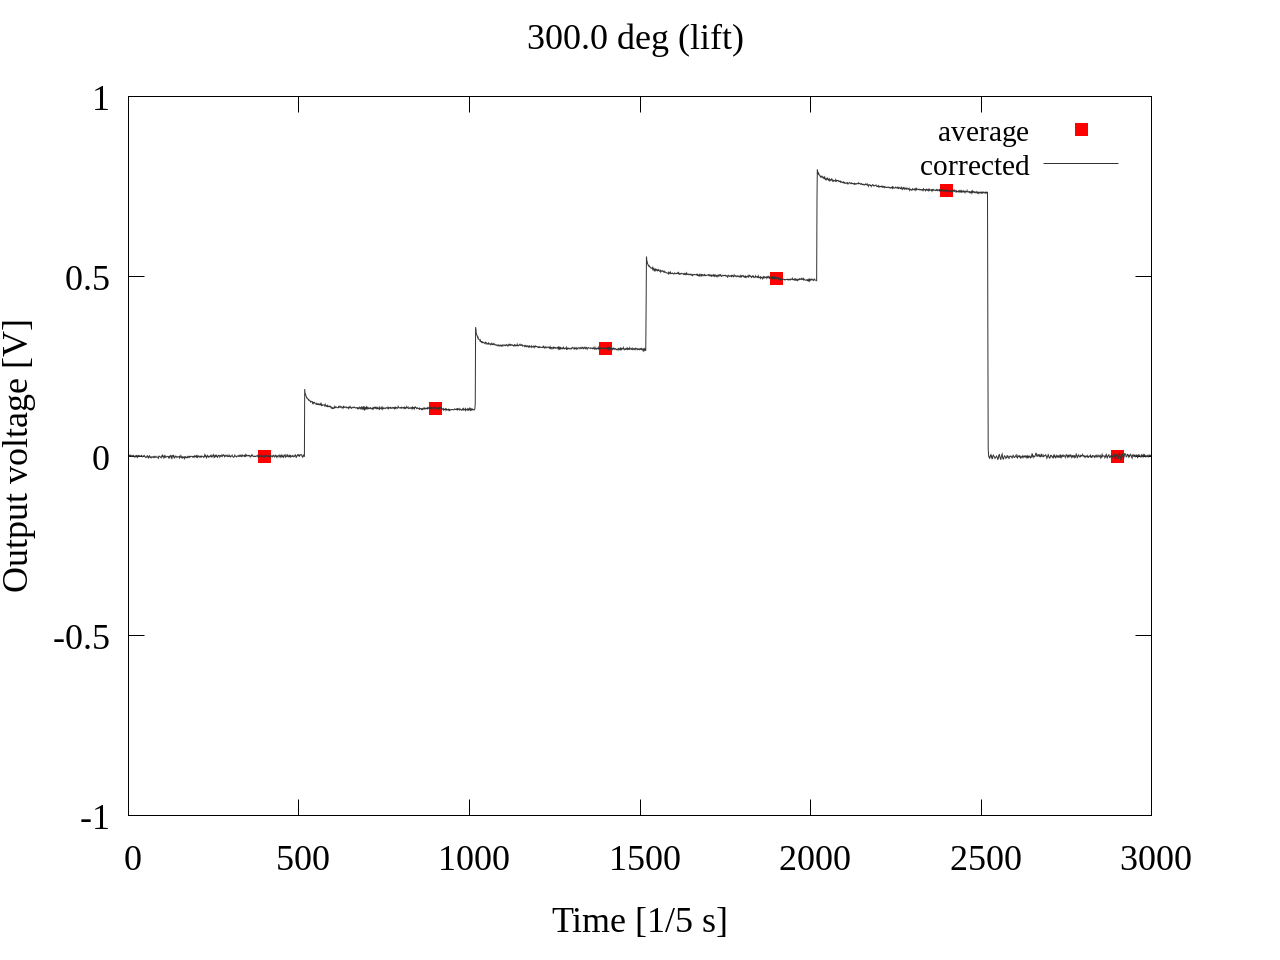 300.0 deg (lift)
average
corrected
1
0.5
0
-0.5
-1
Output voltage [V]
0 500 1000 1500 2000 2500 3000
Time [1/5 s]